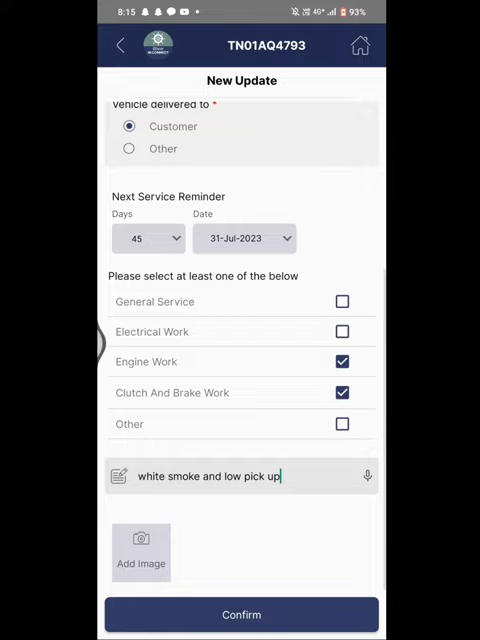 8:15 4G+ 93%
TN01AQ4793
New Update
Vehicle delivered to *
Customer
Other
Next Service Reminder
Days Date
45 31-Jul-2023
Please select at least one of the below
General Service
Electrical Work
Engine Work
Clutch And Brake Work
Other
white smoke and low pick up
Add Image
Confirm